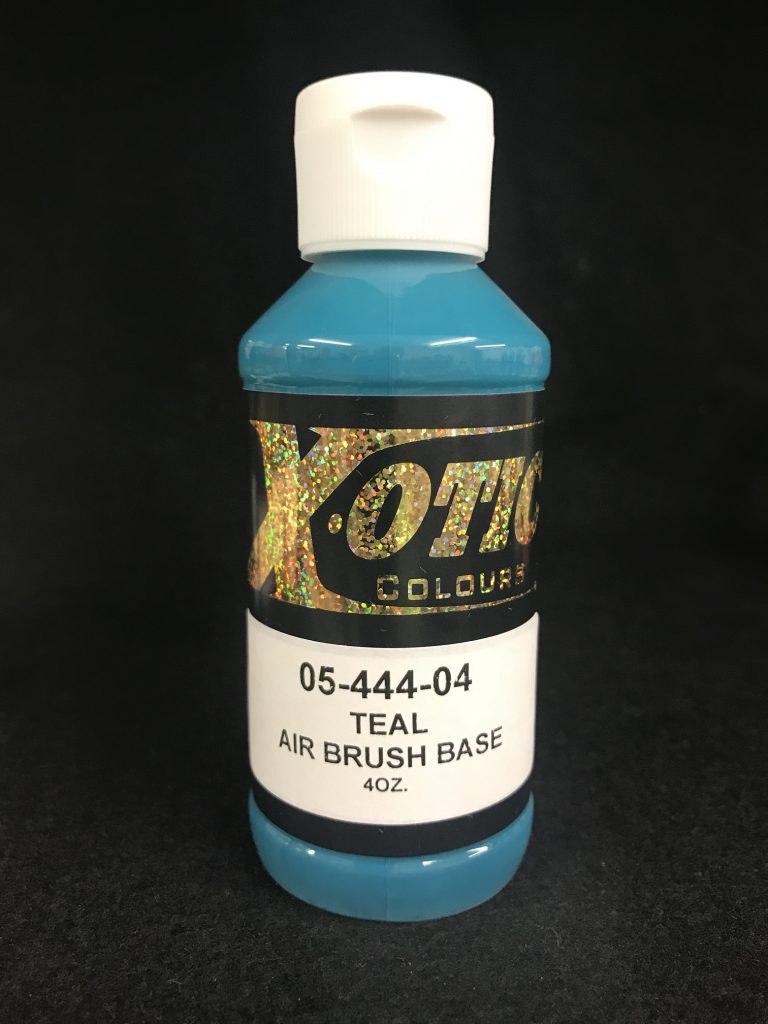 X-OTIC
COLOURS
05-444-04
TEAL
AIR BRUSH BASE
4OZ.